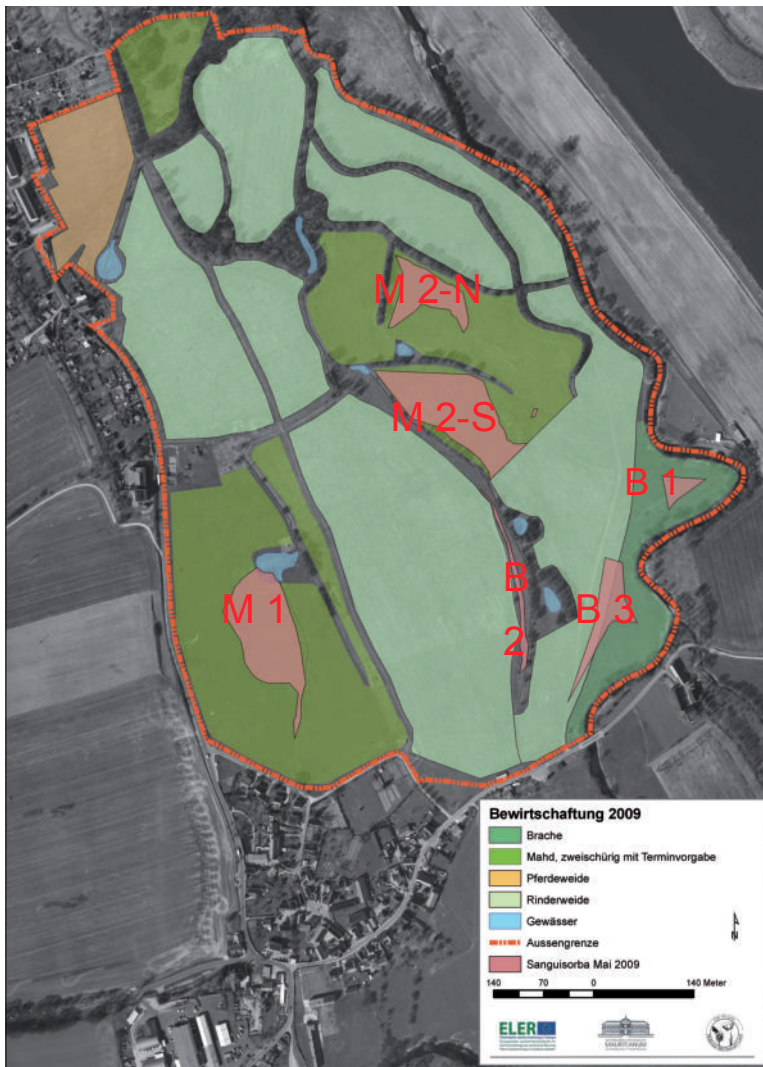 M 2-N
M 2-S
B 1
B
2
B 3
M 1
Bewirtschaftung 2009
Brache
Mahd, zweischürig mit Terminvorgabe
Pferdeweide
Rinderweide
Gewässer
Aussengrenze
Sanguisorba Mai 2009
N
140 70 0 140 Meter
ELER
MAURITIANUM